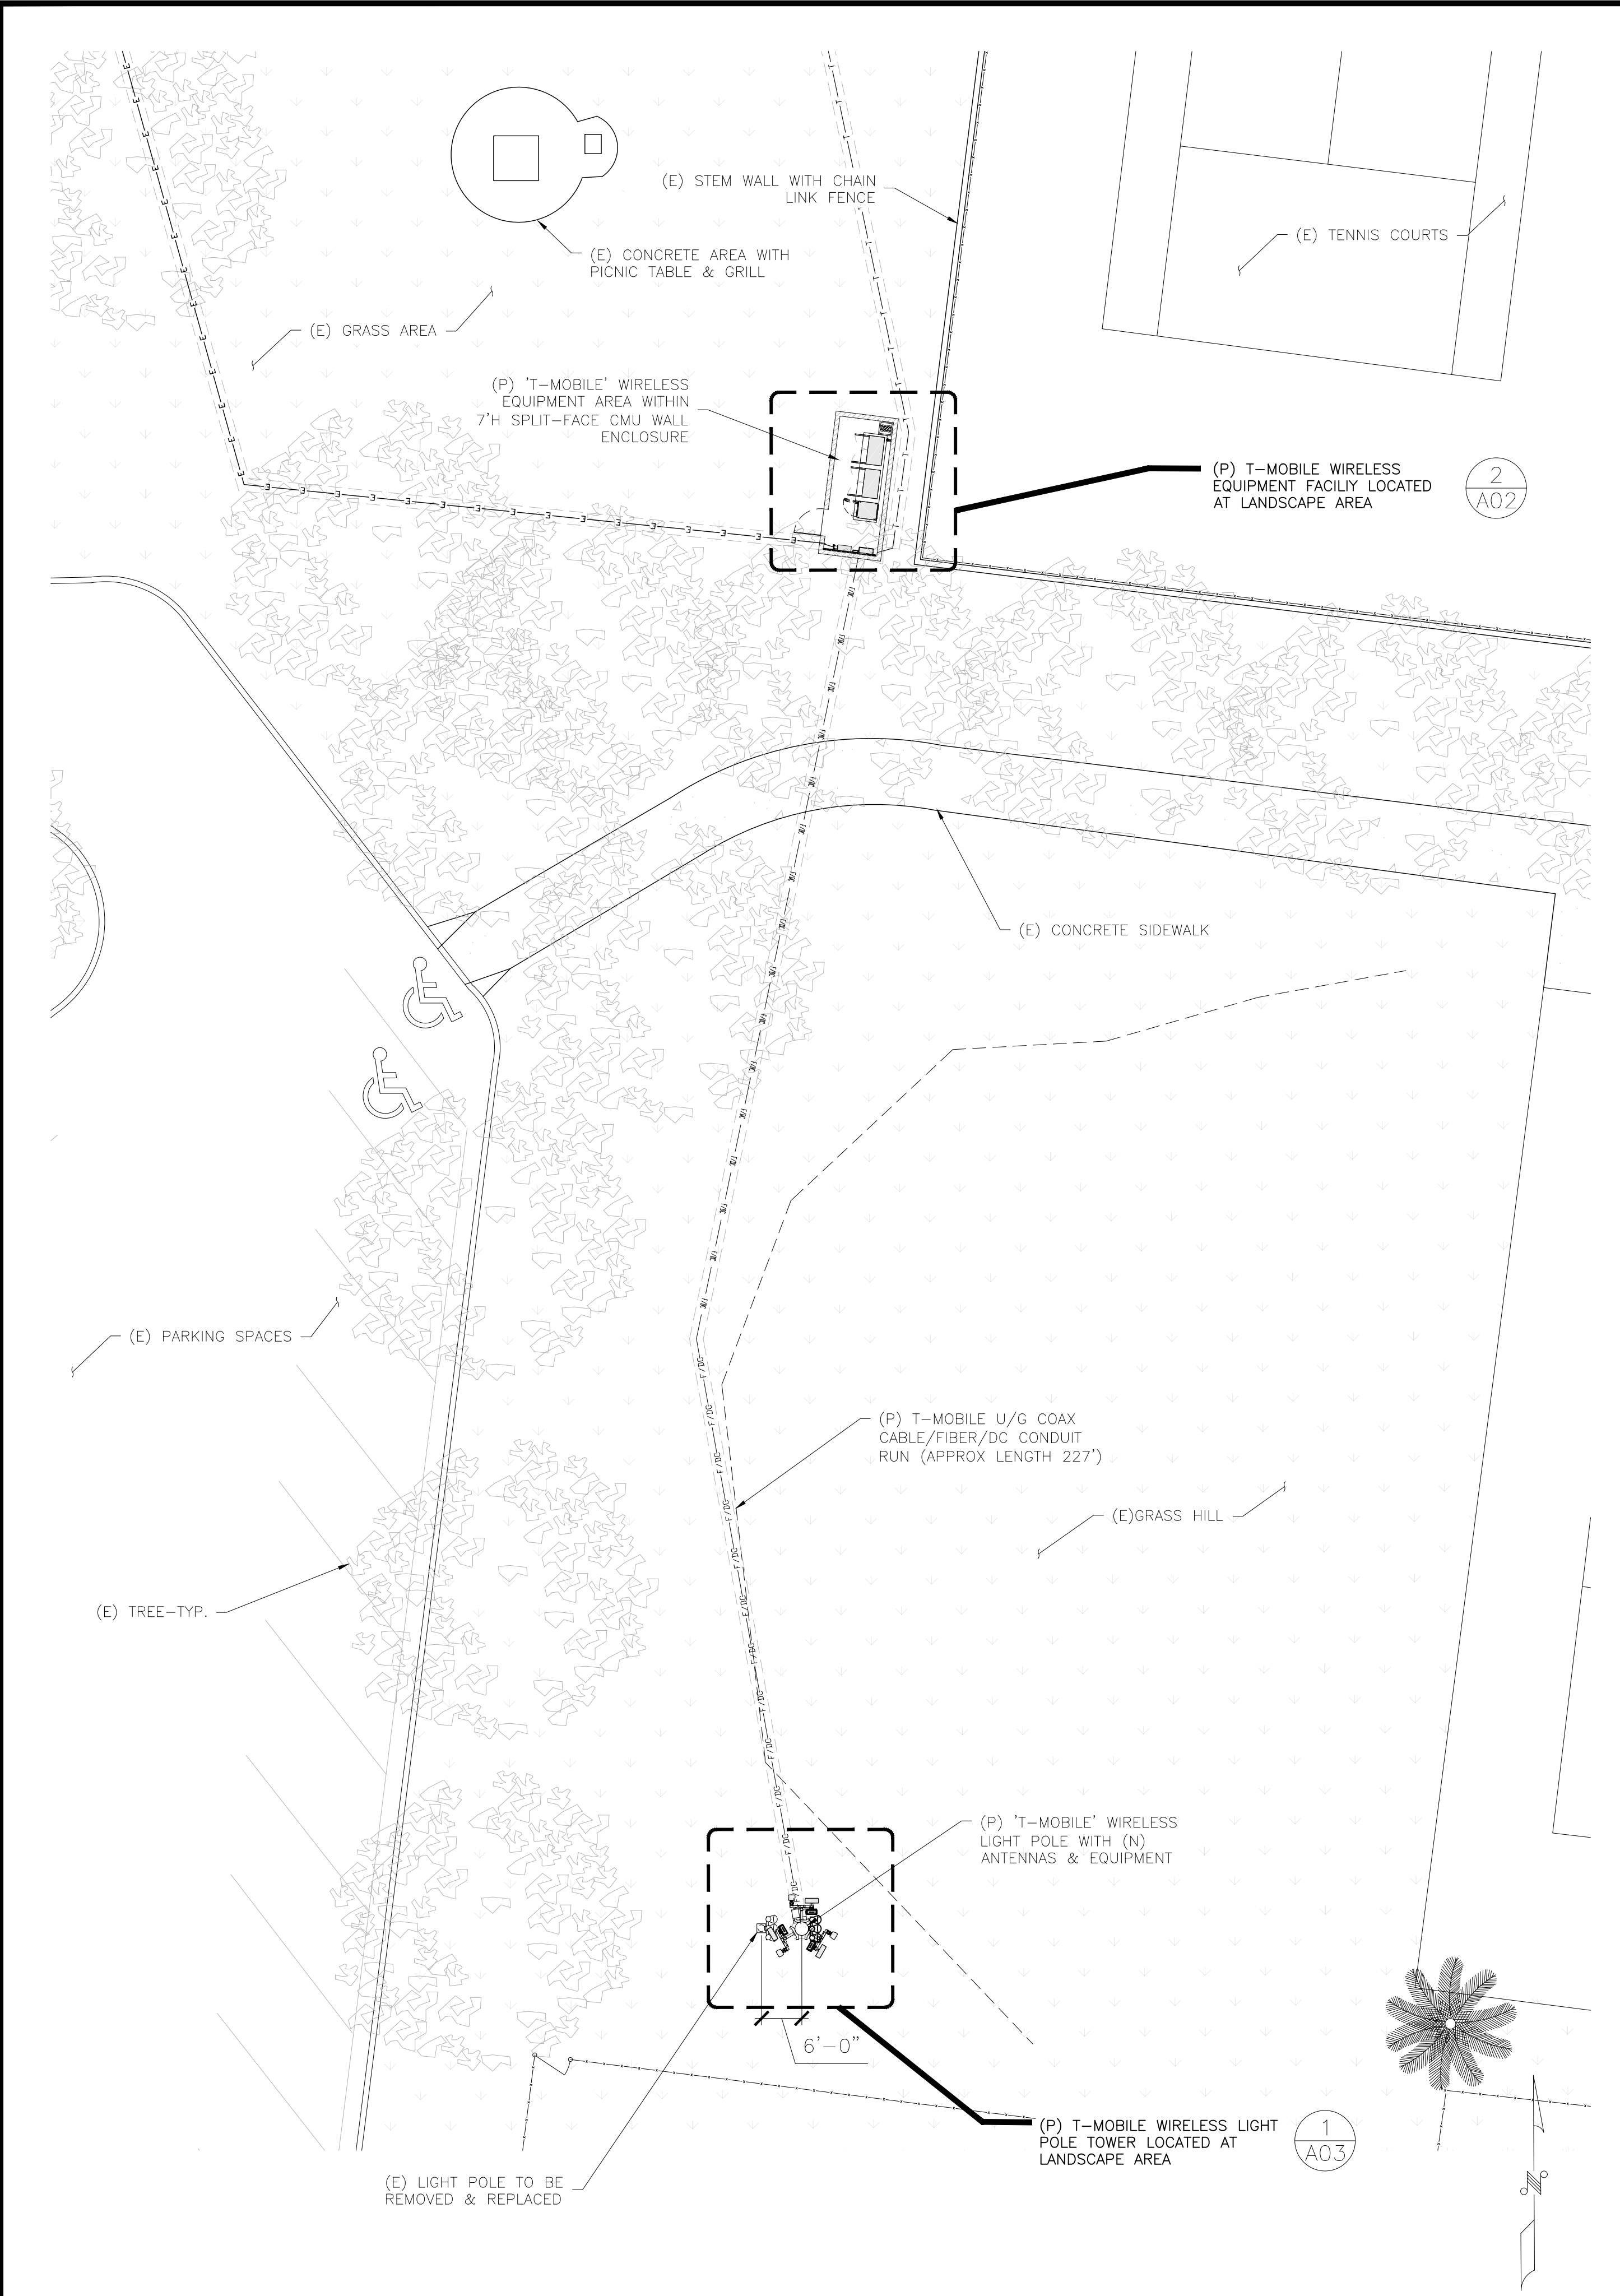 (E) STEM WALL WITH CHAIN
LINK FENCE
(E) TENNIS COURTS
(E) CONCRETE AREA WITH
PICNIC TABLE & GRILL
(E) GRASS AREA
(P) 'T-MOBILE' WIRELESS
EQUIPMENT AREA WITHIN
7'H SPLIT-FACE CMU WALL
ENCLOSURE
(P) T-MOBILE WIRELESS
EQUIPMENT FACILIY LOCATED
AT LANDSCAPE AREA
2
A02
(E) CONCRETE SIDEWALK
(E) PARKING SPACES
(P) T-MOBILE U/G COAX
CABLE/FIBER/DC CONDUIT
RUN (APPROX LENGTH 227')
(E)GRASS HILL
(E) TREE-TYP.
(P) 'T-MOBILE' WIRELESS
LIGHT POLE WITH (N)
ANTENNAS & EQUIPMENT
6'-0"
(P) T-MOBILE WIRELESS LIGHT
POLE TOWER LOCATED AT
LANDSCAPE AREA
1
A03
(E) LIGHT POLE TO BE
REMOVED & REPLACED
N